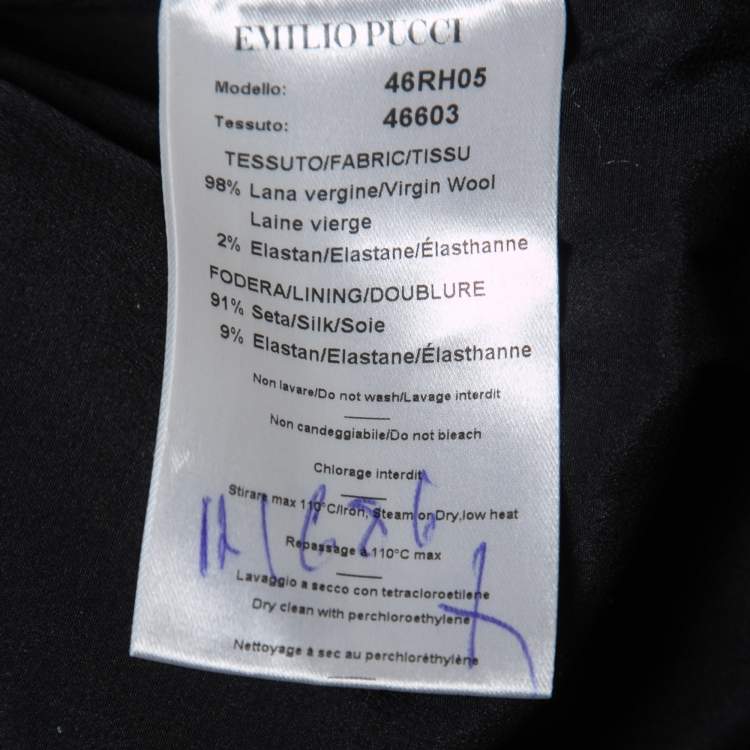 EMILIO PUCCI
Modello: 46RH05
Tessuto: 46603
TESSUTO/FABRIC/TISSU
98% Lana vergine/Virgin Wool
Laine vierge
2% Elastan/Elastane/Élasthanne
FODERA/LINING/DOUBLURE
91% Seta/Silk/Soie
9% Elastan/Elastane/Élasthanne
Non lavare/Do not wash/Lavage interdit
Non candeggiabile/Do not bleach
Chlorage interdit
Stirare max 110°C/Iron, Steam onDry,low heat
Repassage à 110°C max
Lavaggio a secco con tetracloroetilene
Dry clean with perchloroethylene
Nettoyage à sec au perchloréthylène